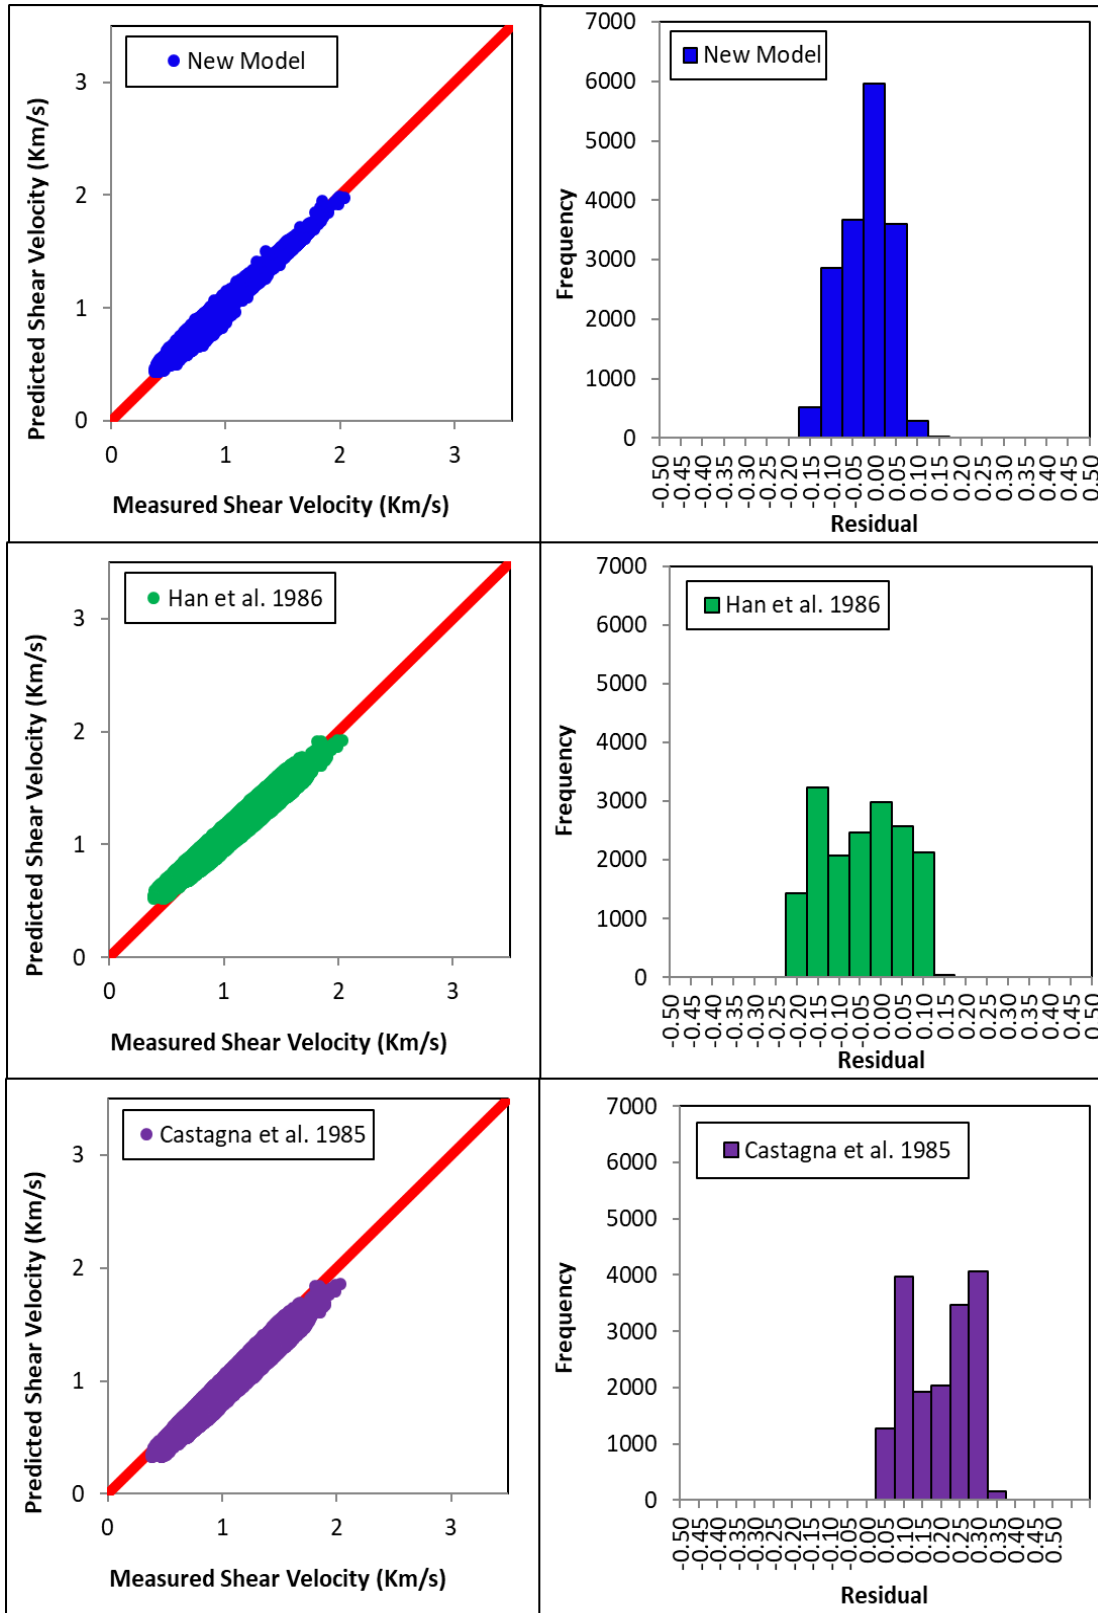 New Model
Predicted Shear Velocity (Km/s)
3
2
1
0
0 1 2 3
Measured Shear Velocity (Km/s)
New Model
Frequency
7000
6000
5000
4000
3000
2000
1000
0
-0.50 -0.45 -0.40 -0.35 -0.30 -0.25 -0.20 -0.15 -0.10 -0.05 0.00 0.05 0.10 0.15 0.20 0.25 0.30 0.35 0.40 0.45 0.50
Residual
Han et al. 1986
Predicted Shear Velocity (Km/s)
3
2
1
0
0 1 2 3
Measured Shear Velocity (Km/s)
Han et al. 1986
Frequency
7000
6000
5000
4000
3000
2000
1000
0
-0.50 -0.45 -0.40 -0.35 -0.30 -0.25 -0.20 -0.15 -0.10 -0.05 0.00 0.05 0.10 0.15 0.20 0.25 0.30 0.35 0.40 0.45 0.50
Residual
Castagna et al. 1985
Predicted Shear Velocity (Km/s)
3
2
1
0
0 1 2 3
Measured Shear Velocity (Km/s)
Castagna et al. 1985
Frequency
7000
6000
5000
4000
3000
2000
1000
0
-0.50 -0.45 -0.40 -0.35 -0.30 -0.25 -0.20 -0.15 -0.10 -0.05 -0.00 0.05 0.10 0.15 0.20 0.25 0.30 0.35 0.40 0.45 0.50
Residual